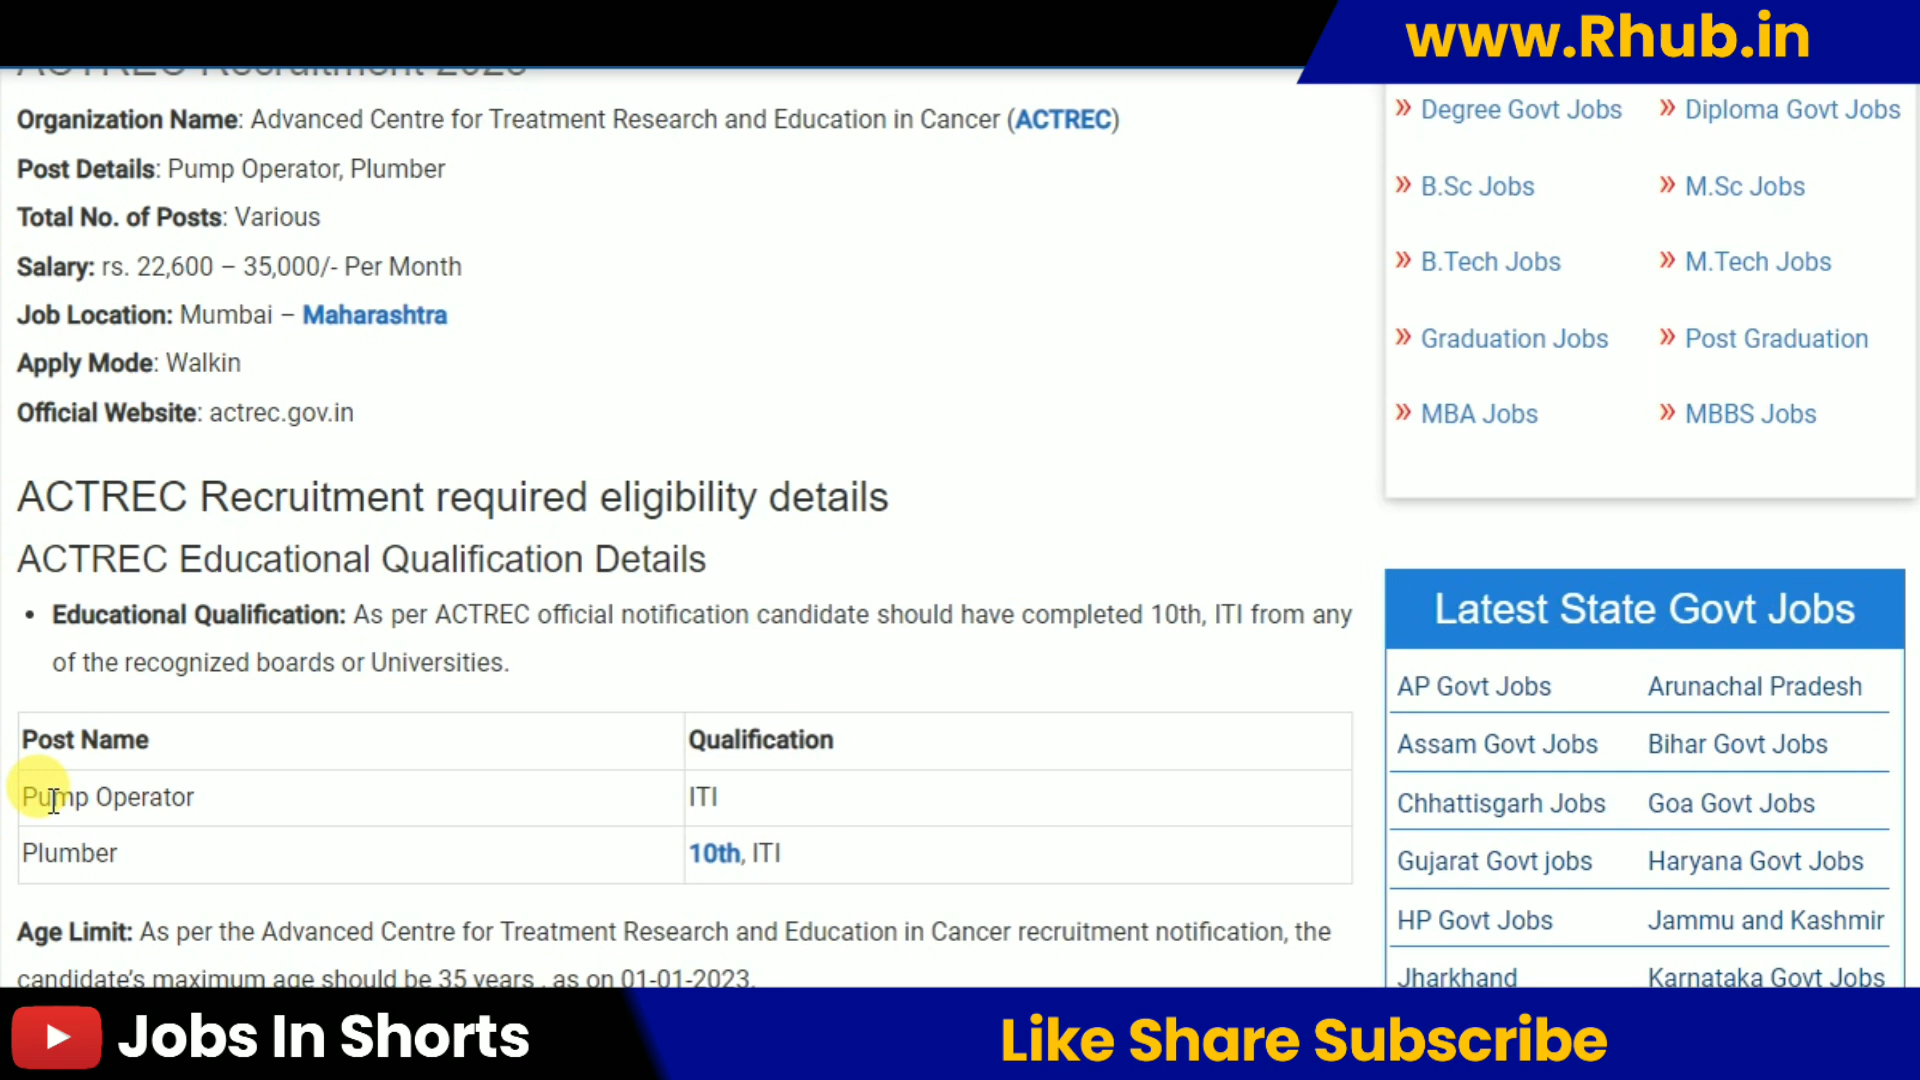 www.Rhub.in
ACTREC Recruitment 2023
Organization Name: Advanced Centre for Treatment Research and Education in Cancer (ACTREC)
Post Details: Pump Operator, Plumber
Total No. of Posts: Various
Salary: rs. 22,600 – 35,000/- Per Month
Job Location: Mumbai – Maharashtra
Apply Mode: Walkin
Official Website: actrec.gov.in
ACTREC Recruitment required eligibility details
ACTREC Educational Qualification Details
• Educational Qualification: As per ACTREC official notification candidate should have completed 10th, ITI from any
of the recognized boards or Universities.
Post Name Qualification
Pump Operator ITI
Plumber 10th, ITI
Age Limit: As per the Advanced Centre for Treatment Research and Education in Cancer recruitment notification, the
candidate's maximum age should be 35 years , as on 01-01-2023.
» Degree Govt Jobs » Diploma Govt Jobs
» B.Sc Jobs » M.Sc Jobs
» B.Tech Jobs » M.Tech Jobs
» Graduation Jobs » Post Graduation
» MBA Jobs » MBBS Jobs
Latest State Govt Jobs
AP Govt Jobs Arunachal Pradesh
Assam Govt Jobs Bihar Govt Jobs
Chhattisgarh Jobs Goa Govt Jobs
Gujarat Govt jobs Haryana Govt Jobs
HP Govt Jobs Jammu and Kashmir
Jharkhand Karnataka Govt Jobs
Jobs In Shorts
Like Share Subscribe